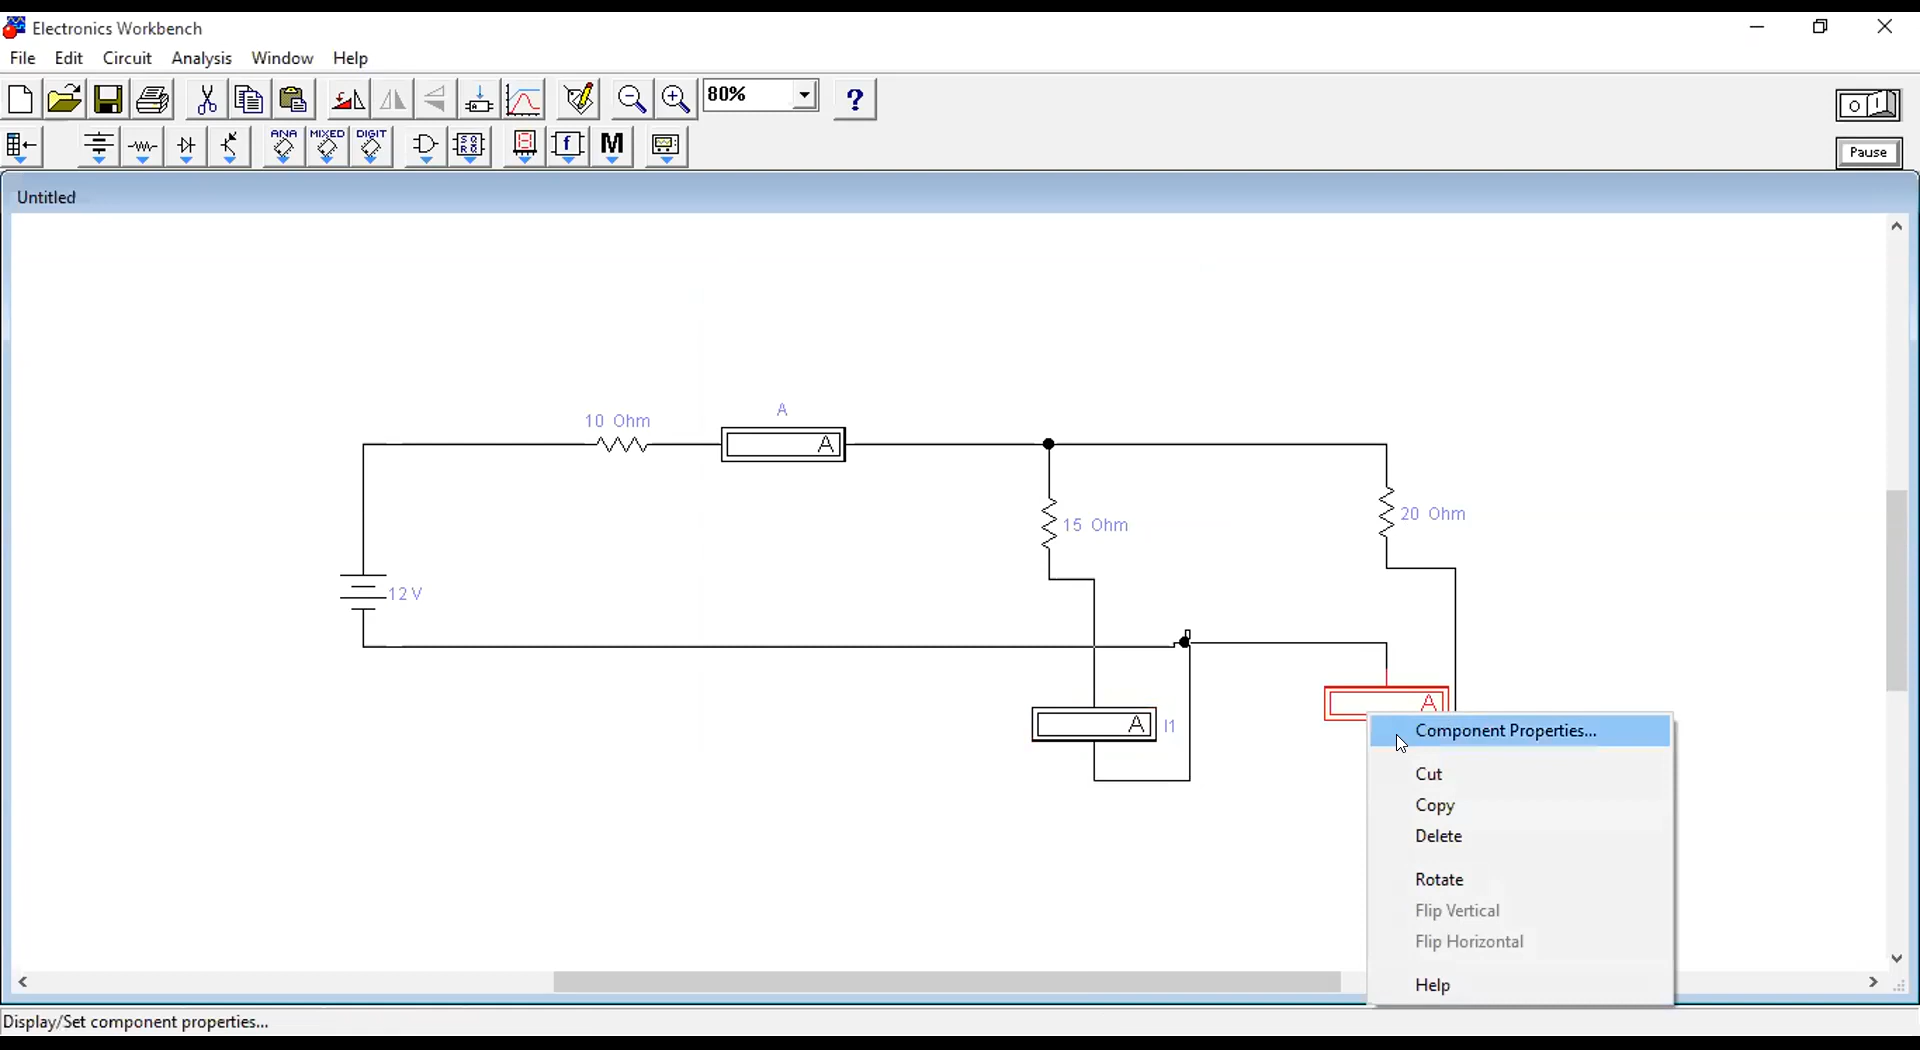 Electronics Workbench
File Edit Circuit Analysis Window Help
80%
?
ANA MIXED DIGIT
f M
Pause
Untitled
10 Ohm
A
A
15 Ohm
20 Ohm
12 V
A I1
A
Component Properties...
Cut
Copy
Delete
Rotate
Flip Vertical
Flip Horizontal
Help
Display/Set component properties...